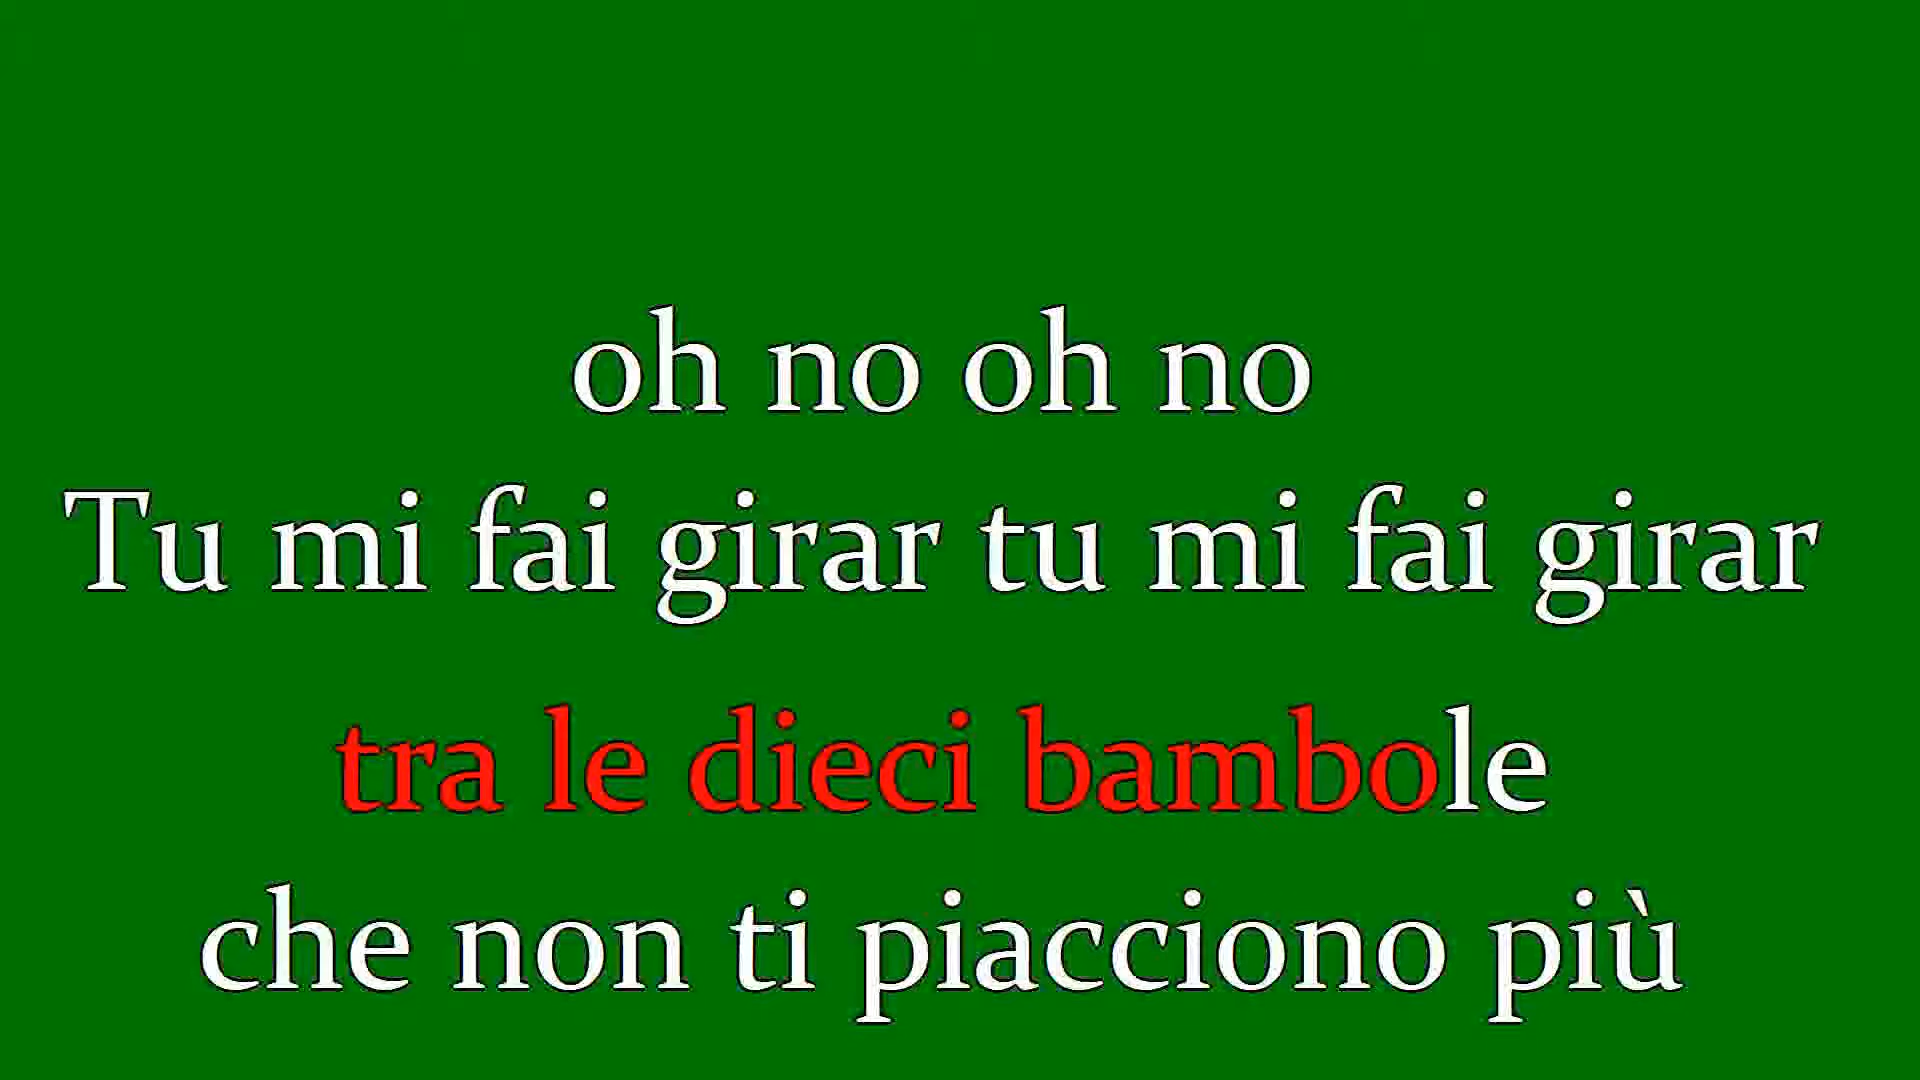 oh no oh no
Tu mi fai girar tu mi fai girar
tra le dieci bambole
che non ti piacciono più